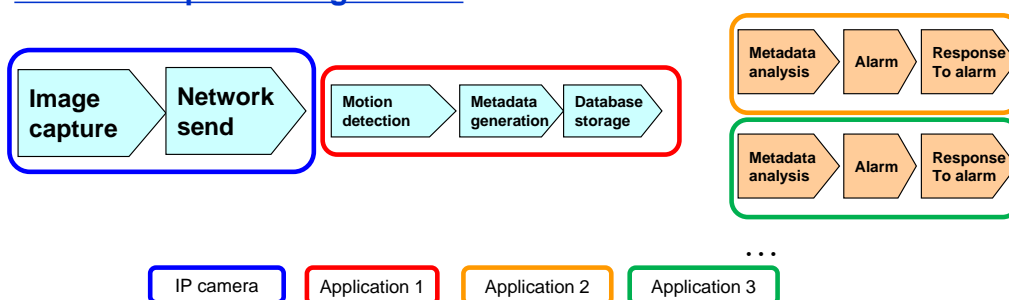 Image
capture
Network
send
Motion
detection
Metadata
generation
Database
storage
Metadata
analysis
Alarm
Response
To alarm
Metadata
analysis
Alarm
Response
To alarm
...
IP camera
Application 1
Application 2
Application 3